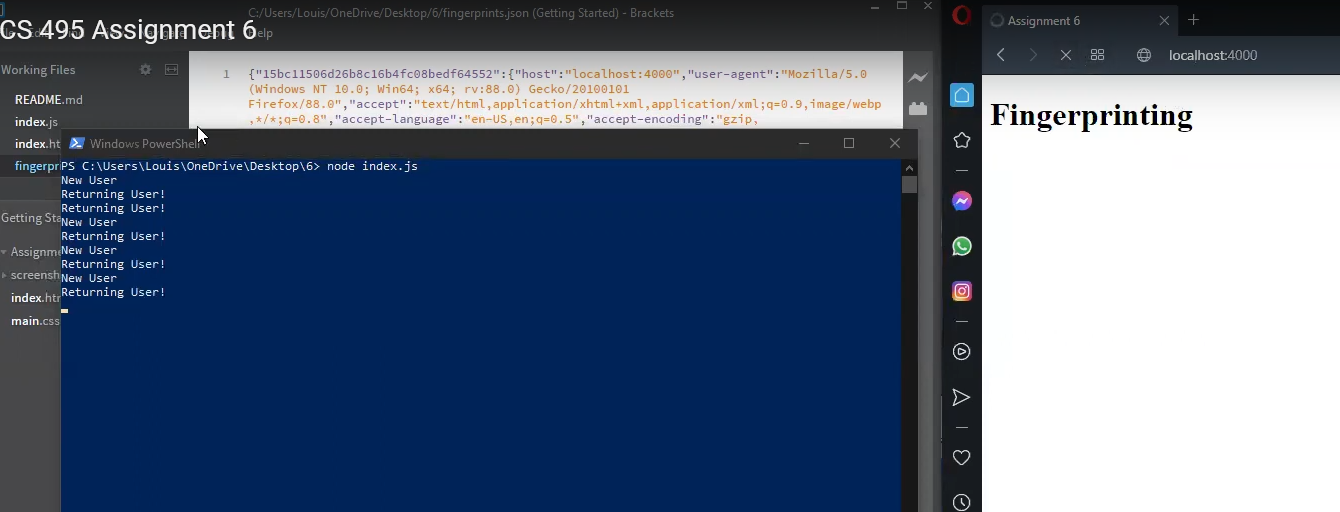 C:/Users/Louis/OneDrive/Desktop/6/fingerprints.json (Getting Started) - Brackets
CS 495 Assignment 6
Help
Working Files
README.md
index.js
index.ht
fingerpr
Getting Sta
Assignme
screensh
index.htm
main.css
1 {"15bc11506d26b8c16b4fc08bedf64552":{"host":"localhost:4000","user-agent":"Mozilla/5.0
(Windows NT 10.0; Win64; x64; rv:88.0) Gecko/20100101
Firefox/88.0","accept":"text/html,application/xhtml+xml,application/xml;q=0.9,image/webp
,*/*;q=0.8","accept-language":"en-US,en;q=0.5","accept-encoding":"gzip,
Windows PowerShell
PS C:\Users\Louis\OneDrive\Desktop\6> node index.js
New User
Returning User!
Returning User!
New User
Returning User!
New User
Returning User!
New User
Returning User!
Assignment 6
localhost:4000
Fingerprinting